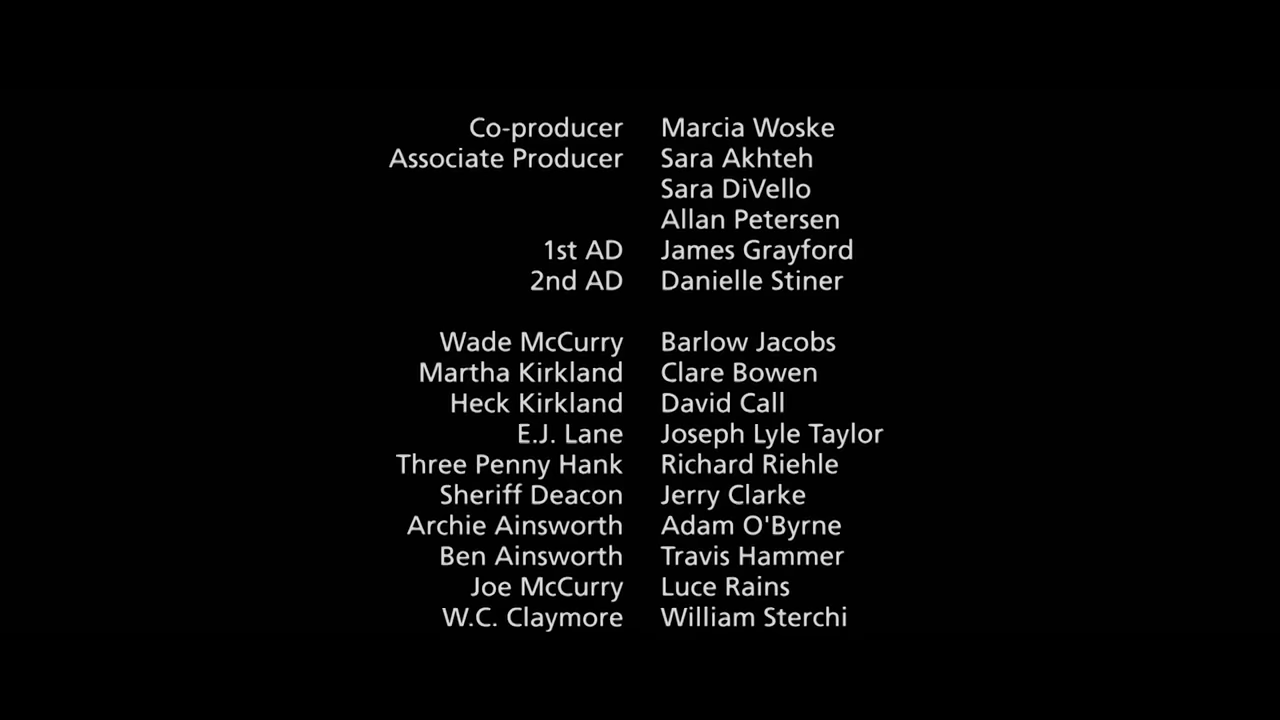 Co-producer Marcia Woske
Associate Producer Sara Akhteh
Sara DiVello
Allan Petersen
1st AD James Grayford
2nd AD Danielle Stiner
Wade McCurry Barlow Jacobs
Martha Kirkland Clare Bowen
Heck Kirkland David Call
E.J. Lane Joseph Lyle Taylor
Three Penny Hank Richard Riehle
Sheriff Deacon Jerry Clarke
Archie Ainsworth Adam O'Byrne
Ben Ainsworth Travis Hammer
Joe McCurry Luce Rains
W.C. Claymore William Sterchi